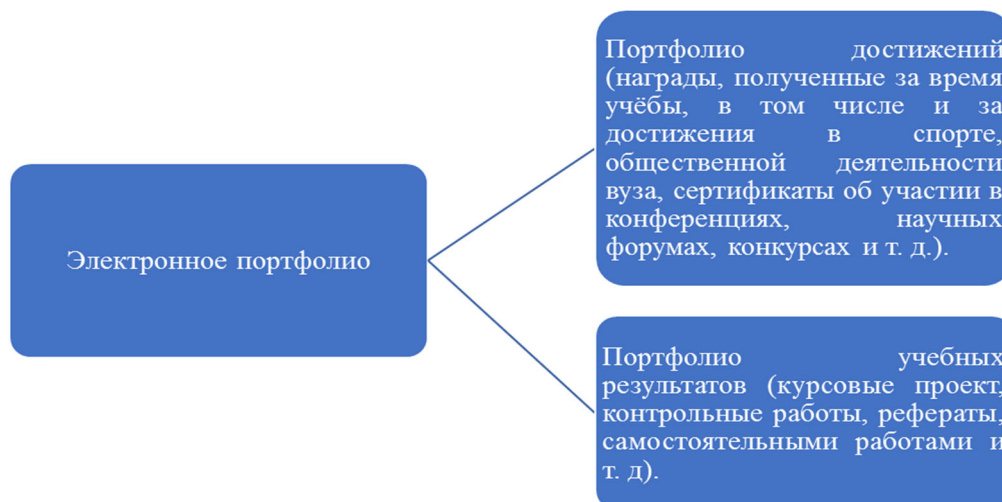 Электронное портфолио
Портфолио достижений
(награды, полученные за время
учёбы, в том числе и за
достижения в спорте,
общественной деятельности
вуза, сертификаты об участии в
конференциях, научных
форумах, конкурсах и т. д.).
Портфолио учебных
результатов (курсовые проект,
контрольные работы, рефераты,
самостоятельными работами и
т. д).